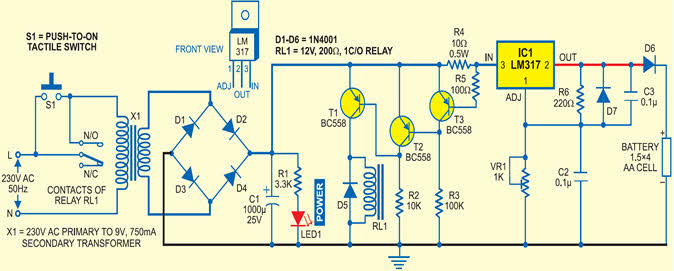 S1 = PUSH-TO-ON
TACTILE SWITCH
FRONT VIEW
LM
317
1 2 3
ADJ
OUT
IN
D1-D6 = 1N4001
RL1 = 12V, 200Ω, 1C/O RELAY
R4
10Ω
0.5W
IN
IC1
LM317
3
2
1
ADJ
OUT
D6
R5
100Ω
S1
X1
N/O
N/C
L
230V AC
50Hz
N
CONTACTS OF
RELAY RL1
D1
D2
D3
D4
T1
BC558
T2
BC558
T3
BC558
R6
220Ω
D7
C3
0.1µ
R1
3.3K
C1
1000µ
25V
POWER
LED1
D5
RL1
R2
10K
R3
100K
VR1
1K
C2
0.1µ
BATTERY
1.5×4
AA CELL
X1 = 230V AC PRIMARY TO 9V, 750mA
SECONDARY TRANSFORMER